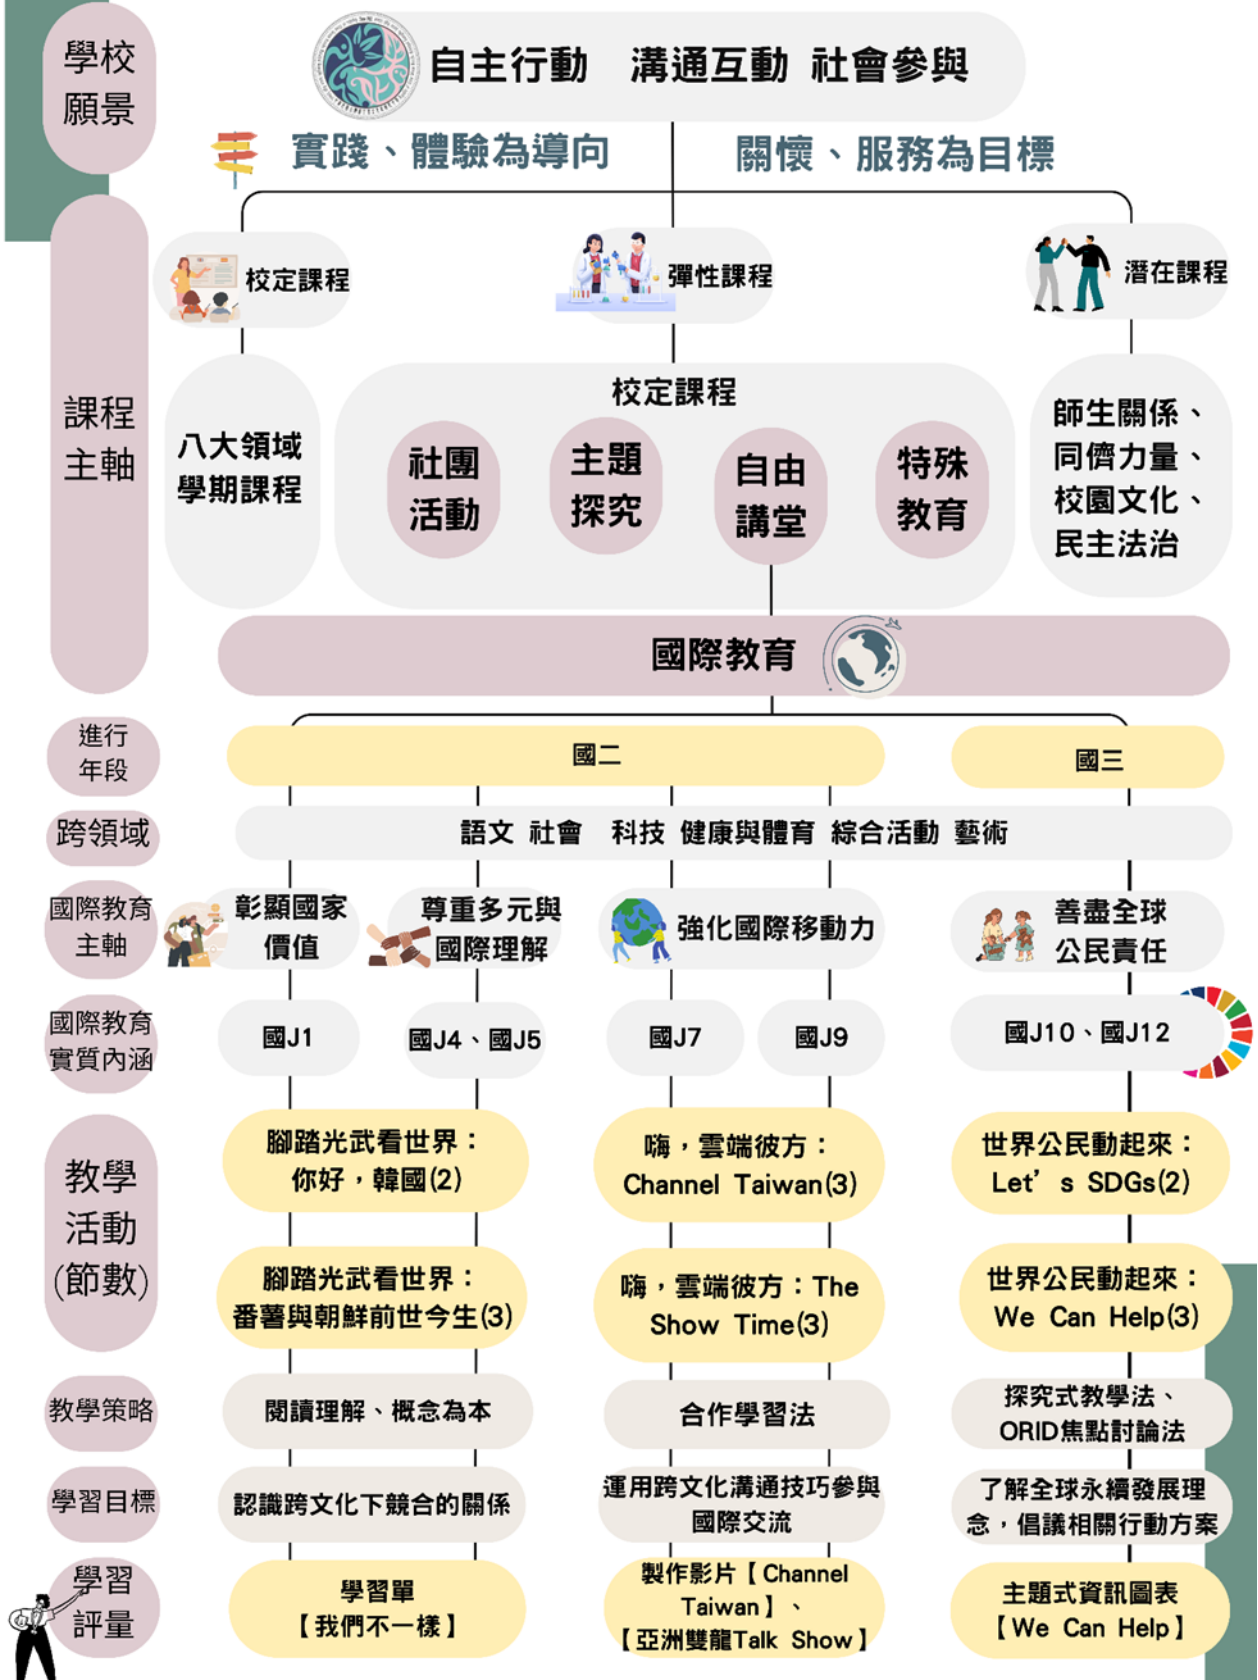 學校
願景
自主行動 溝通互動 社會參與
實踐、體驗為導向 關懷、服務為目標
課程
主軸
校定課程
彈性課程
潛在課程
八大領域
學期課程
校定課程
社團
活動
主題
探究
自由
講堂
特殊
教育
師生關係、
同儕力量、
校園文化、
民主法治
國際教育
進行
年段
國二
國三
跨領域
語文 社會 科技 健康與體育 綜合活動 藝術
國際教育
主軸
彰顯國家
價值
尊重多元與
國際理解
強化國際移動力
善盡全球
公民責任
國際教育
實質內涵
國J1
國J4、國J5
國J7
國J9
國J10、國J12
教學
活動
(節數)
腳踏光武看世界：
你好，韓國(2)
嗨，雲端彼方：
Channel Taiwan(3)
世界公民動起來：
Let's SDGs(2)
腳踏光武看世界：
番薯與朝鮮前世今生(3)
嗨，雲端彼方：The
Show Time(3)
世界公民動起來：
We Can Help(3)
教學策略
閱讀理解、概念為本
合作學習法
探究式教學法、
ORID焦點討論法
學習目標
認識跨文化下競合的關係
運用跨文化溝通技巧參與
國際交流
了解全球永續發展理
念，倡議相關行動方案
學習
評量
學習單
【我們不一樣】
製作影片【Channel
Taiwan】、
【亞洲雙龍Talk Show】
主題式資訊圖表
【We Can Help】